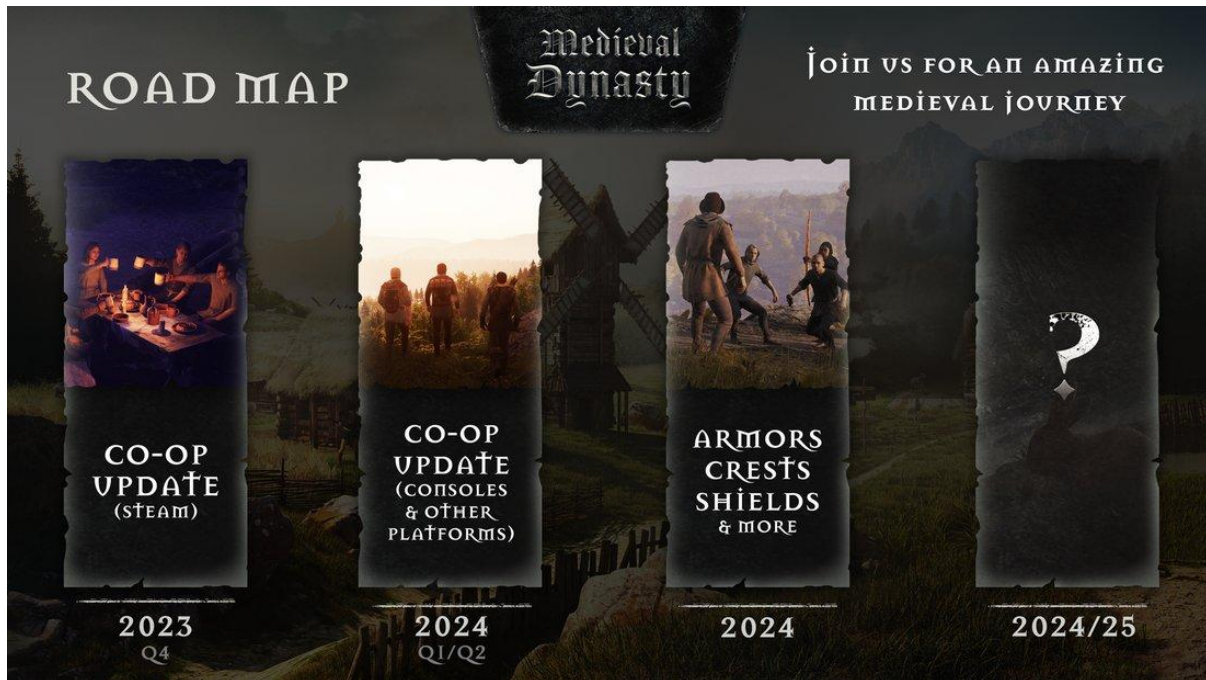 ROAD MAP
Medieval
Dynasty
JOIN US FOR AN AMAZING
MEDIEVAL JOURNEY
CO-OP
UPDATE
(STEAM)
2023
Q4
CO-OP
UPDATE
(CONSOLES
& OTHER
PLATFORMS)
2024
Q1/Q2
ARMORS
CRESTS
SHIELDS
& MORE
2024
?
2024/25